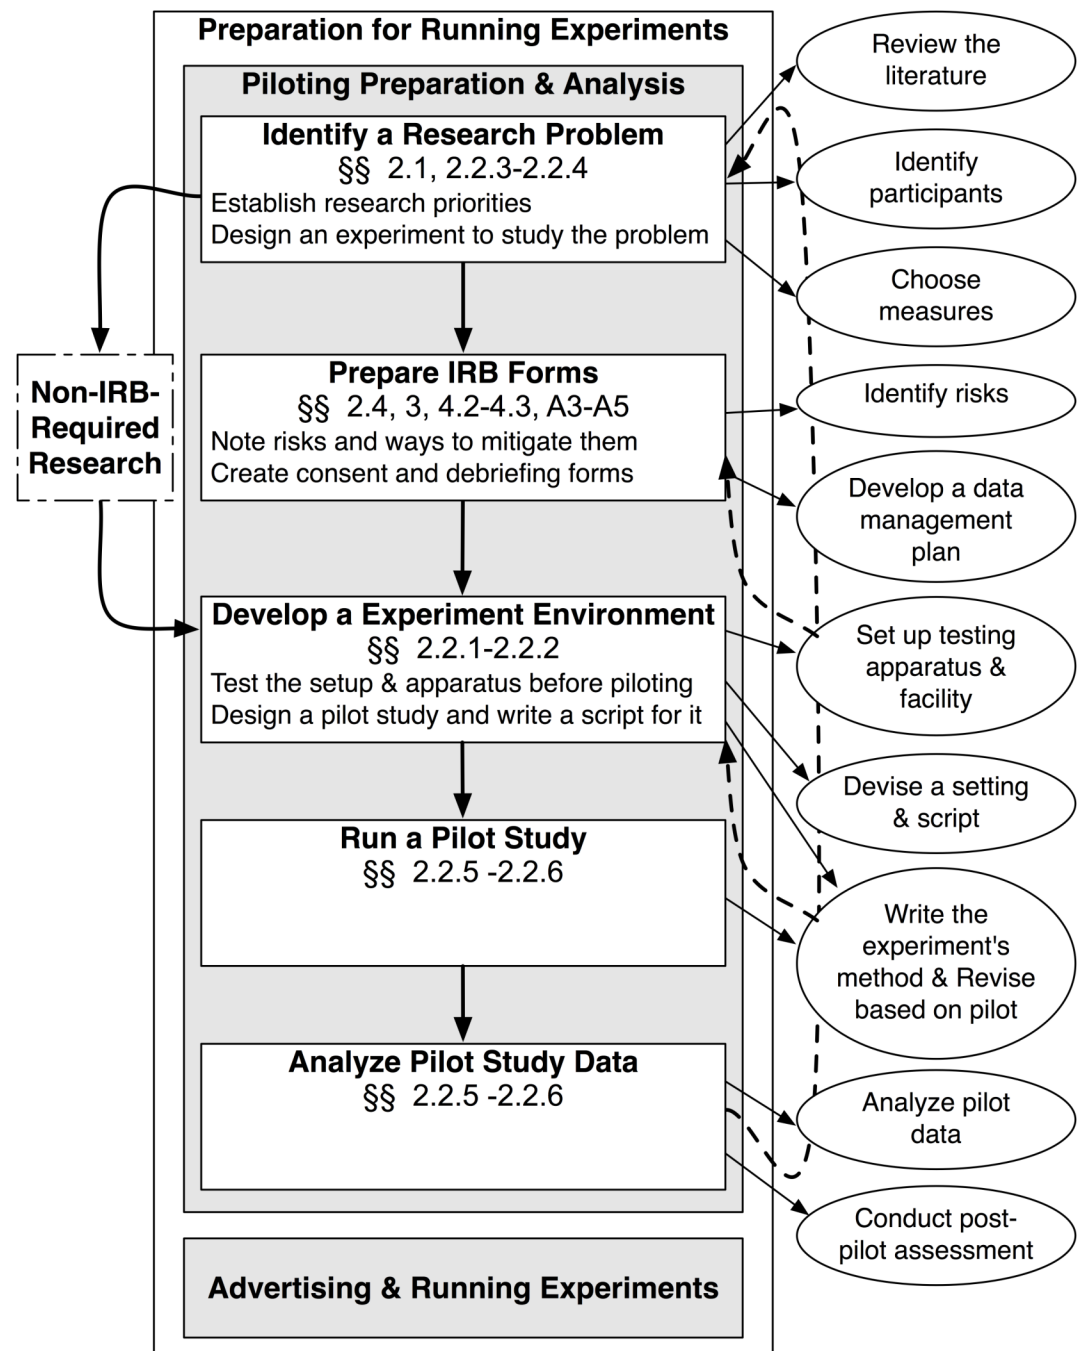 Preparation for Running Experiments
Piloting Preparation & Analysis
Identify a Research Problem
§§ 2.1, 2.2.3-2.2.4
Establish research priorities
Design an experiment to study the problem
Review the
literature
Identify
participants
Choose
measures
Non-IRB-
Required
Research
Prepare IRB Forms
§§ 2.4, 3, 4.2-4.3, A3-A5
Note risks and ways to mitigate them
Create consent and debriefing forms
Identify risks
Develop a data
management
plan
Develop a Experiment Environment
§§ 2.2.1-2.2.2
Test the setup & apparatus before piloting
Design a pilot study and write a script for it
Set up testing
apparatus &
facility
Devise a setting
& script
Run a Pilot Study
§§ 2.2.5 -2.2.6
Write the
experiment's
method & Revise
based on pilot
Analyze Pilot Study Data
§§ 2.2.5 -2.2.6
Analyze pilot
data
Conduct post-
pilot assessment
Advertising & Running Experiments